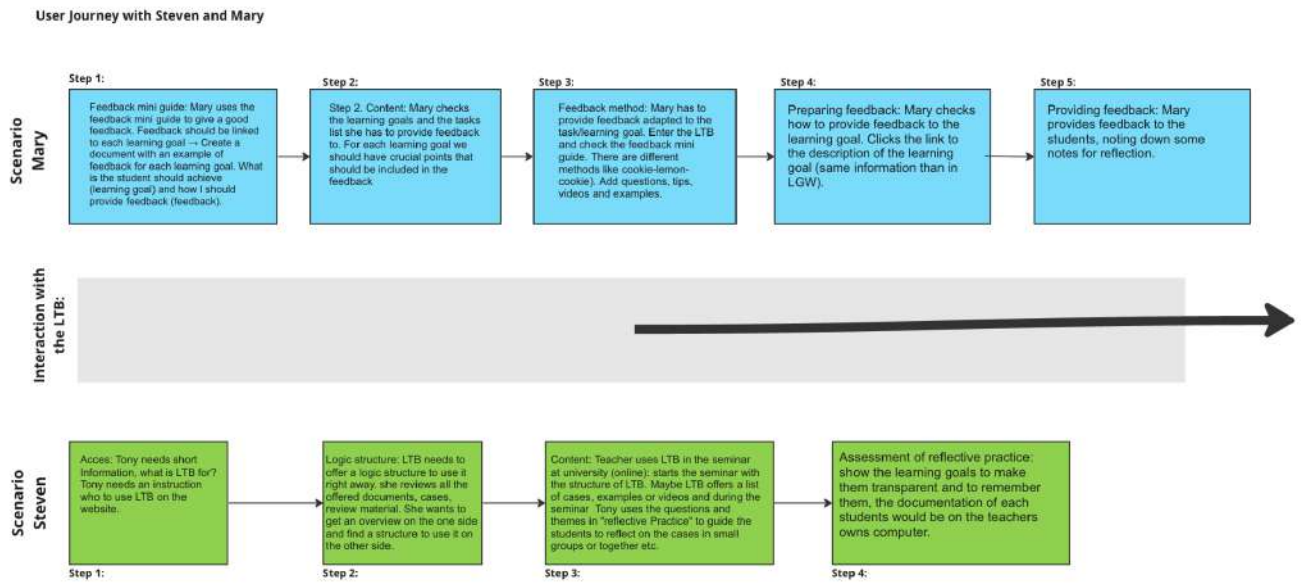 User Journey with Steven and Mary
Scenario
Mary
Step 1:
Feedback mini guide: Mary uses the
feedback mini guide to give a good
feedback. Feedback should be linked
to each learning goal → Create a
document with an example of
feedback for each learning goal. What
is the student should achieve
(learning goal) and how I should
provide feedback (feedback).
Step 2:
Step 2. Content: Mary checks
the learning goals and the tasks
list she has to provide feedback
to. For each learning goal we
should have crucial points that
should be included in the
feedback
Step 3:
Feedback method: Mary has to
provide feedback adapted to the
task/learning goal. Enter the LTB
and check the feedback mini
guide. There are different
methods like cookie-lemon-
cookie). Add questions, tips,
videos and examples.
Step 4:
Preparing feedback: Mary checks
how to provide feedback to the
learning goal. Clicks the link to
the description of the learning
goal (same information than in
LGW).
Step 5:
Providing feedback: Mary
provides feedback to the
students, noting down some
notes for reflection.
Interaction with
the LTB:
Scenario
Steven
Acces: Tony needs short
Information, what is LTB for?
Tony needs an instruction
who to use LTB on the
website.
Step 1:
Logic structure: LTB needs to
offer a logic structure to use it
right away. she reviews all the
offered documents, cases,
review material. She wants to
get an overview on the one side
and find a structure to use it on
the other side.
Step 2:
Content: Teacher uses LTB in the seminar
at university (online): starts the seminar with
the structure of LTB. Maybe LTB offers a list
of cases, examples or videos and during the
seminar Tony uses the questions and
themes in "reflective Practice" to guide the
students to reflect on the cases in small
groups or together etc.
Step 3:
Assessment of reflective practice:
show the learning goals to make
them transparent and to remember
them, the documentation of each
students would be on the teachers
owns computer.
Step 4: